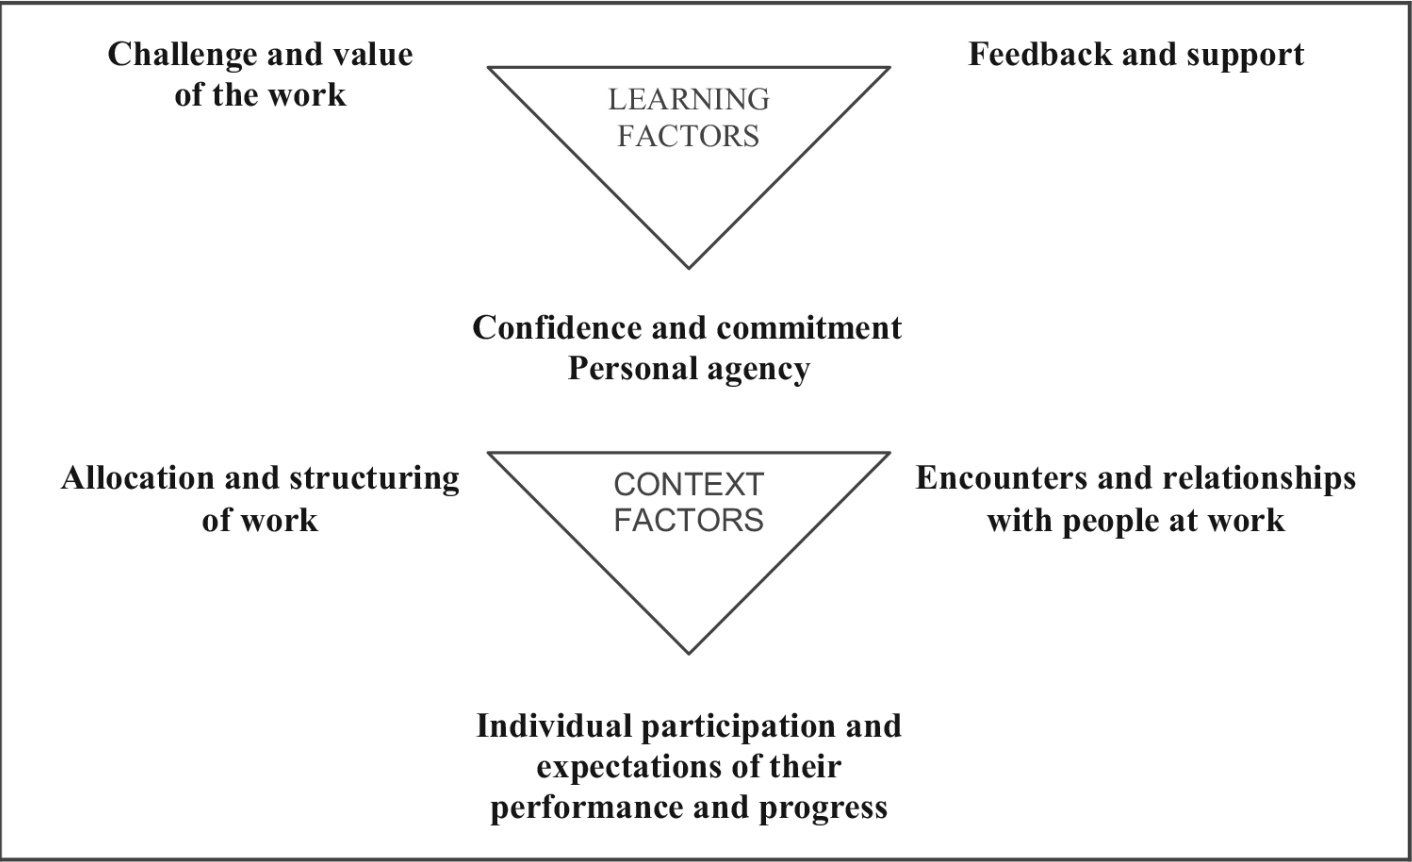 Challenge and value
of the work
LEARNING
FACTORS
Feedback and support
Confidence and commitment
Personal agency
Allocation and structuring
of work
CONTEXT
FACTORS
Encounters and relationships
with people at work
Individual participation and
expectations of their
performance and progress